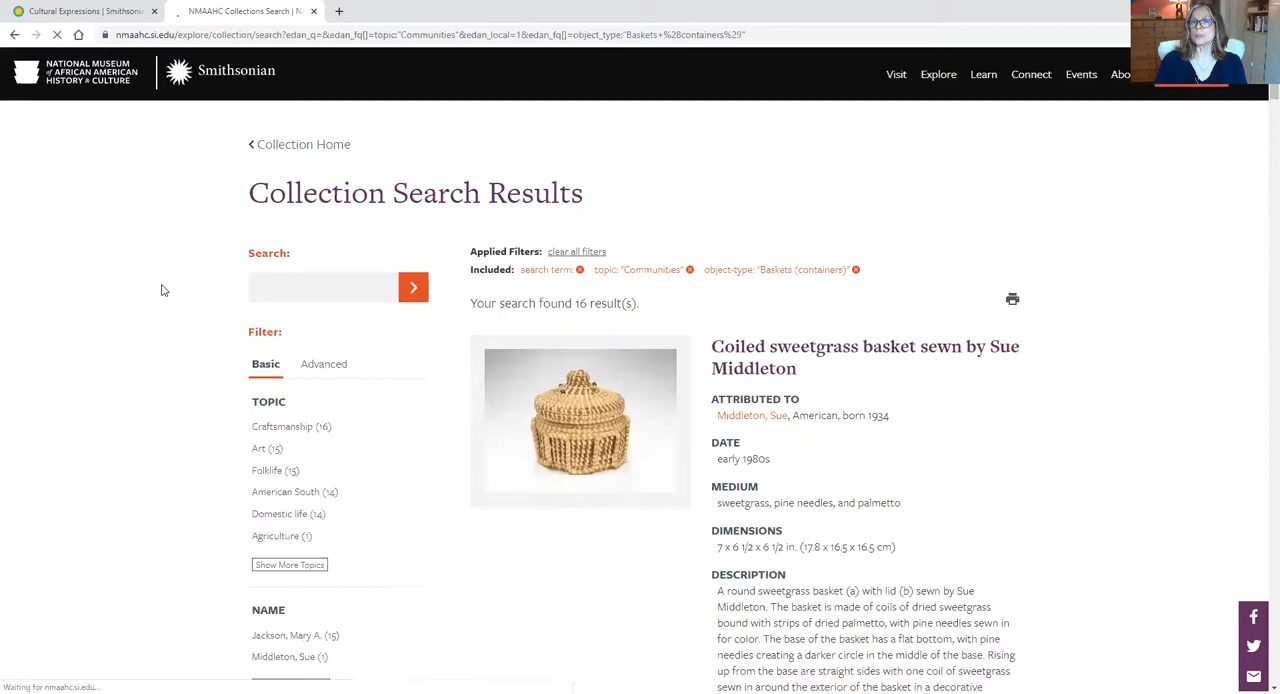 Cultural Expressions | Smithsonia
NMAAHC Collections Search | Na
nmaahc.si.edu/explore/collection/search?edan_q=&edan_fq[]=topic"Communities"&edan_local=1&edan_fq[]=object_type:"Baskets+%28containers%29"
NATIONAL MUSEUM
of AFRICAN AMERICAN
HISTORY & CULTURE
Smithsonian
Visit Explore Learn Connect Events Abo
Collection Home
Collection Search Results
Search:
Filter:
Basic Advanced
TOPIC
Craftsmanship (16)
Art (15)
Folklife (15)
American South (14)
Domestic life (14)
Agriculture (1)
Show More Topics
NAME
Jackson, Mary A. (15)
Middleton, Sue (1)
Applied Filters: clear all filters
Included: search term: topic: "Communities" object-type: "Baskets (containers)"
Your search found 16 result(s).
Coiled sweetgrass basket sewn by Sue
Middleton
ATTRIBUTED TO
Middleton, Sue, American, born 1934
DATE
early 1980s
MEDIUM
sweetgrass, pine needles, and palmetto
DIMENSIONS
7 x 6 1/2 x 6 1/2 in. (17.8 x 16.5 x 16.5 cm)
DESCRIPTION
A round sweetgrass basket (a) with lid (b) sewn by Sue
Middleton. The basket is made of coils of dried sweetgrass
bound with strips of dried palmetto, with pine needles sewn in
for color. The base of the basket has a flat bottom, with pine
needles creating a darker circle in the middle of the base. Rising
up from the base are straight sides with one coil of sweetgrass
sewn in around the exterior of the basket in a decorative
Waiting for nmaahc.si.edu...